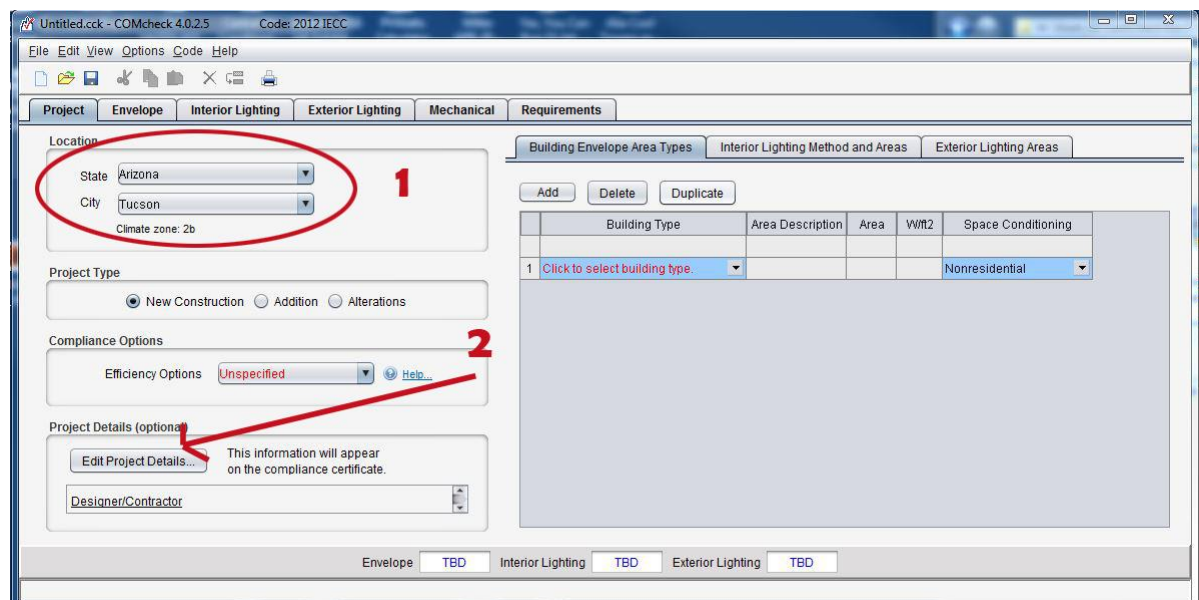 Untitled.cck - COMcheck 4.0.2.5 Code: 2012 IECC
File Edit View Options Code Help
Project Envelope Interior Lighting Exterior Lighting Mechanical Requirements
Location
State Arizona
City Tucson
Climate zone: 2b
1
Project Type
New Construction Addition Alterations
Compliance Options
Efficiency Options Unspecified Help...
2
Project Details (optional)
Edit Project Details...
This information will appear
on the compliance certificate.
Designer/Contractor
Building Envelope Area Types Interior Lighting Method and Areas Exterior Lighting Areas
Add Delete Duplicate
Building Type Area Description Area W/ft2 Space Conditioning
1 Click to select building type. Nonresidential
Envelope TBD Interior Lighting TBD Exterior Lighting TBD